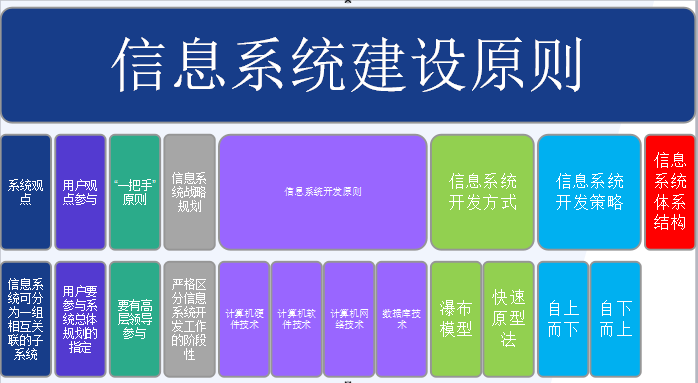 信息系统建设原则
系统观
点
用户观
点参与
“一把手”
原则
信息系
统战略
规划
信息系统开发原则
信息系统
开发方式
信息系统
开发策略
信息
系统
体系
结构
信息系
统可分
为一组
相互关
联的子
系统
用户要
参与系
统总体
规划的
指定
要有高
层领导
参与
严格区
分信息
系统开
发工作
的阶段
性
计算机硬
件技术
计算机软
件技术
计算机网
络技术
数据库技
术
瀑布
模型
快速
原型
法
自上
而下
自下
而上